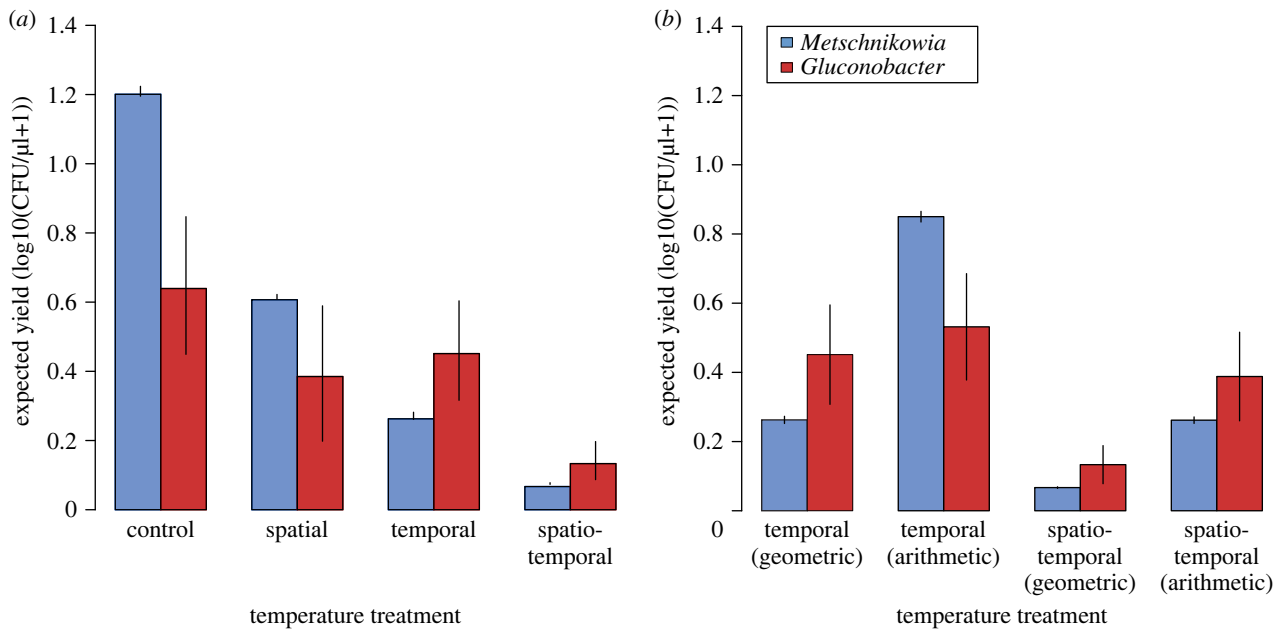 (a)
expected yield (log10(CFU/µl+1))
1.4
1.2
1.0
0.8
0.6
0.4
0.2
0
control
spatial
temporal
spatio-
temporal
temperature treatment
(b)
expected yield (log10(CFU/µl+1))
1.4
1.2
1.0
0.8
0.6
0.4
0.2
0
Metschnikowia
Gluconobacter
temporal
(geometric)
temporal
(arithmetic)
spatio-
temporal
(geometric)
spatio-
temporal
(arithmetic)
temperature treatment